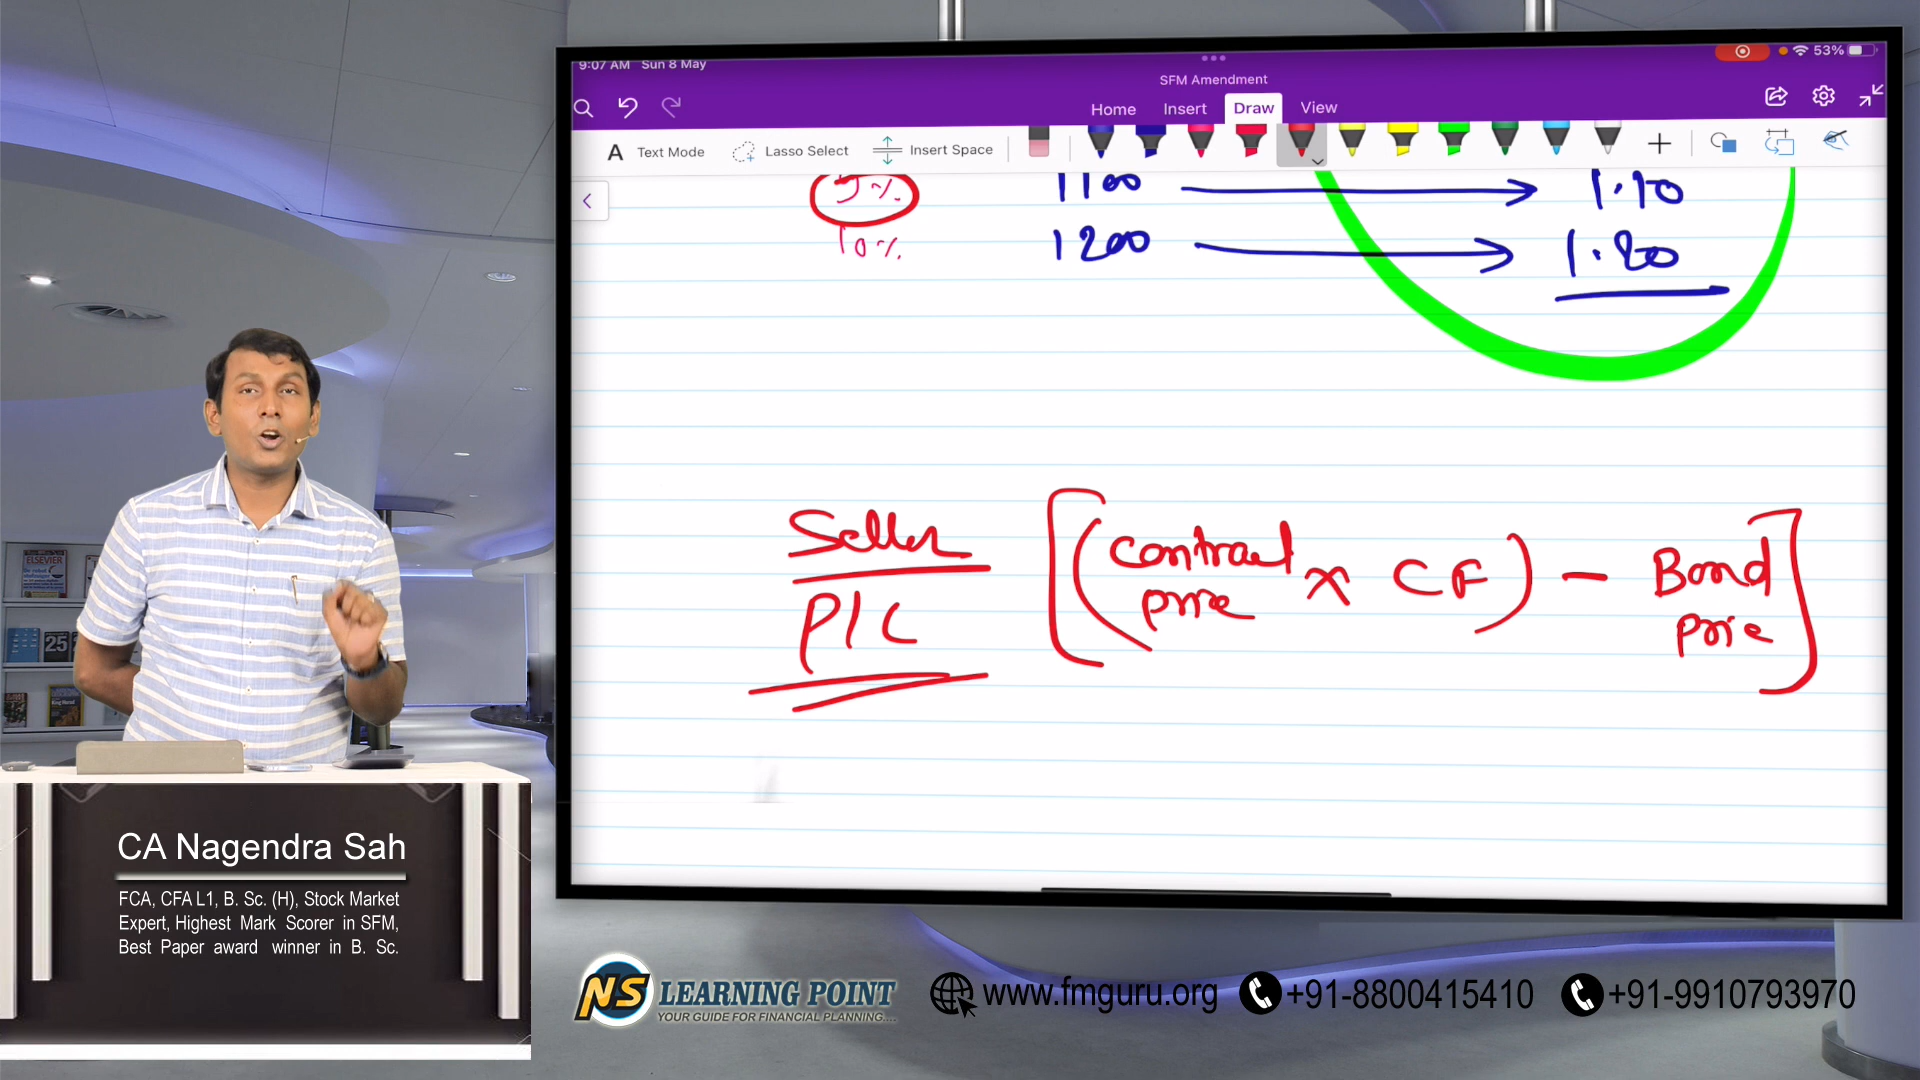 9:07 AM Sun 8 May
53%
SFM Amendment
Home Insert Draw View
Text Mode Lasso Select Insert Space
5% 1100 1.10
10% 1200 1.20
Seller
P/L
[(contract price × CF) – Bond price]
ELSEVIER
25
CA Nagendra Sah
FCA, CFA L1, B. Sc. (H), Stock Market
Expert, Highest Mark Scorer in SFM,
Best Paper award winner in B. Sc.
NS LEARNING POINT
YOUR GUIDE FOR FINANCIAL PLANNING....
www.fmguru.org
+91-8800415410
+91-9910793970